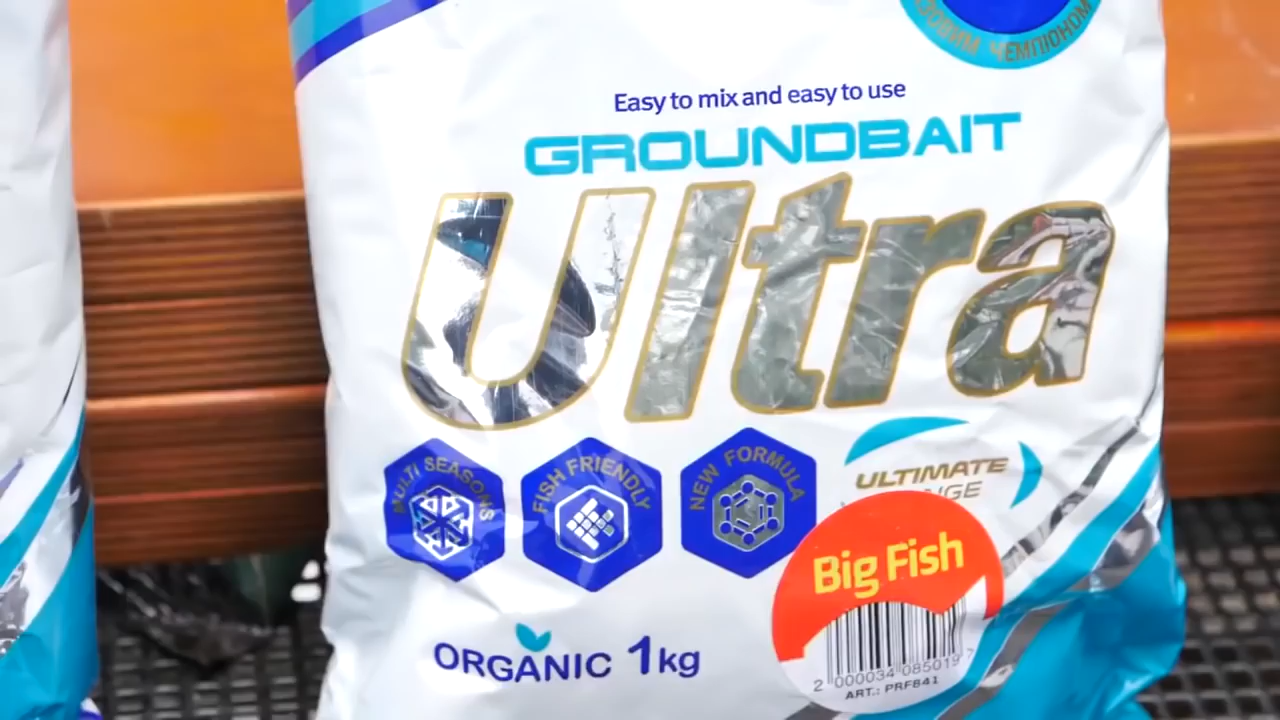 ЧЕМПІОНОМ
Easy to mix and easy to use
GROUNDBAIT
Ultra
MULTI SEASONS
FISH FRIENDLY
NEW FORMULA
ULTIMATE
Big Fish
ORGANIC 1kg
2 000034 085019 7
ART.: PRF841